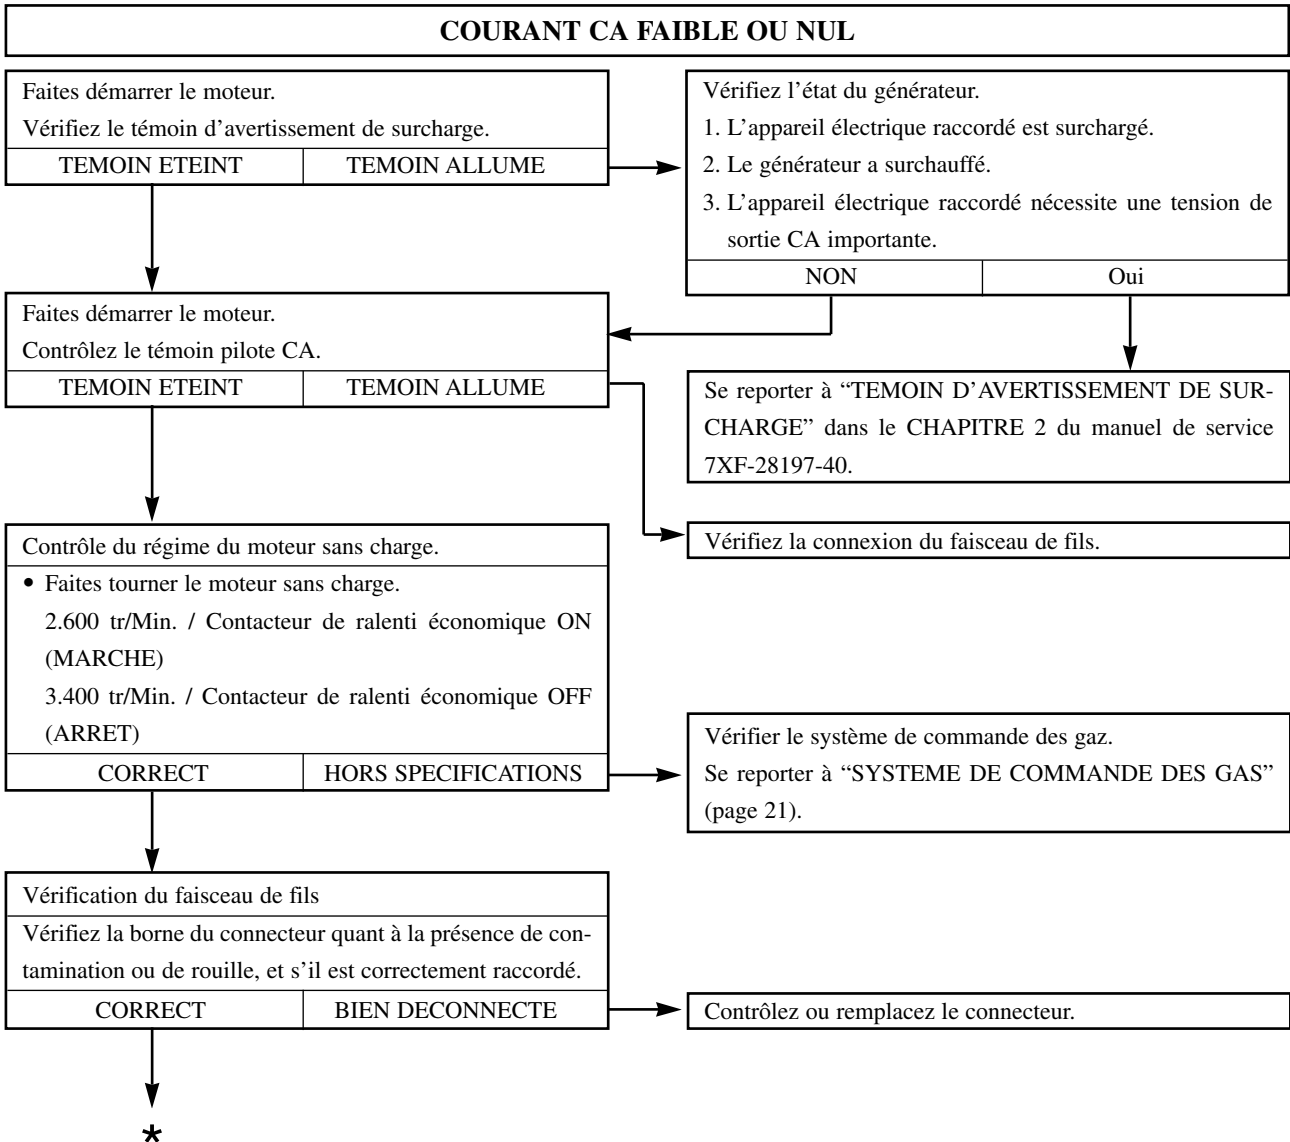 COURANT CA FAIBLE OU NUL
Faites démarrer le moteur.
Vérifiez le témoin d'avertissement de surcharge.
TEMOIN ETEINT
TEMOIN ALLUME
Vérifiez l'état du générateur.
1. L'appareil électrique raccordé est surchargé.
2. Le générateur a surchauffé.
3. L'appareil électrique raccordé nécessite une tension de
sortie CA importante.
NON
Oui
Faites démarrer le moteur.
Contrôlez le témoin pilote CA.
TEMOIN ETEINT
TEMOIN ALLUME
Se reporter à “TEMOIN D'AVERTISSEMENT DE SUR-
CHARGE” dans le CHAPITRE 2 du manuel de service
7XF-28197-40.
Vérifiez la connexion du faisceau de fils.
Contrôle du régime du moteur sans charge.
• Faites tourner le moteur sans charge.
2.600 tr/Min. / Contacteur de ralenti économique ON
(MARCHE)
3.400 tr/Min. / Contacteur de ralenti économique OFF
(ARRET)
CORRECT
HORS SPECIFICATIONS
Vérifier le système de commande des gaz.
Se reporter à “SYSTEME DE COMMANDE DES GAS”
(page 21).
Vérification du faisceau de fils
Vérifiez la borne du connecteur quant à la présence de con-
tamination ou de rouille, et s'il est correctement raccordé.
CORRECT
BIEN DECONNECTE
Contrôlez ou remplacez le connecteur.
*